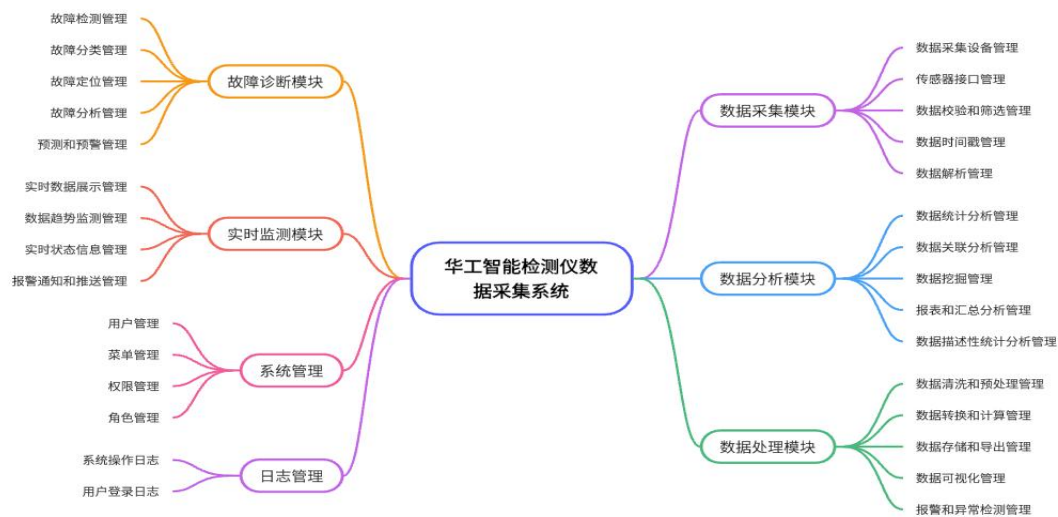 华工智能检测仪数
据采集系统
故障诊断模块
故障检测管理
故障分类管理
故障定位管理
故障分析管理
预测和预警管理
实时监测模块
实时数据展示管理
数据趋势监测管理
实时状态信息管理
报警通知和推送管理
系统管理
用户管理
菜单管理
权限管理
角色管理
日志管理
系统操作日志
用户登录日志
数据采集模块
数据采集设备管理
传感器接口管理
数据校验和筛选管理
数据时间戳管理
数据解析管理
数据分析模块
数据统计分析管理
数据关联分析管理
数据挖掘管理
报表和汇总分析管理
数据描述性统计分析管理
数据处理模块
数据清洗和预处理管理
数据转换和计算管理
数据存储和导出管理
数据可视化管理
报警和异常检测管理